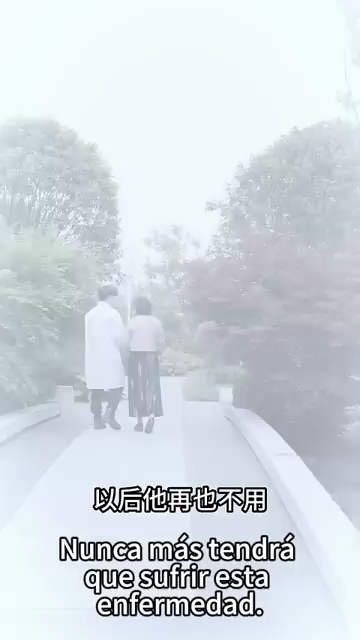 以后他再也不用
Nunca más tendrá
que sufrir esta
enfermedad.